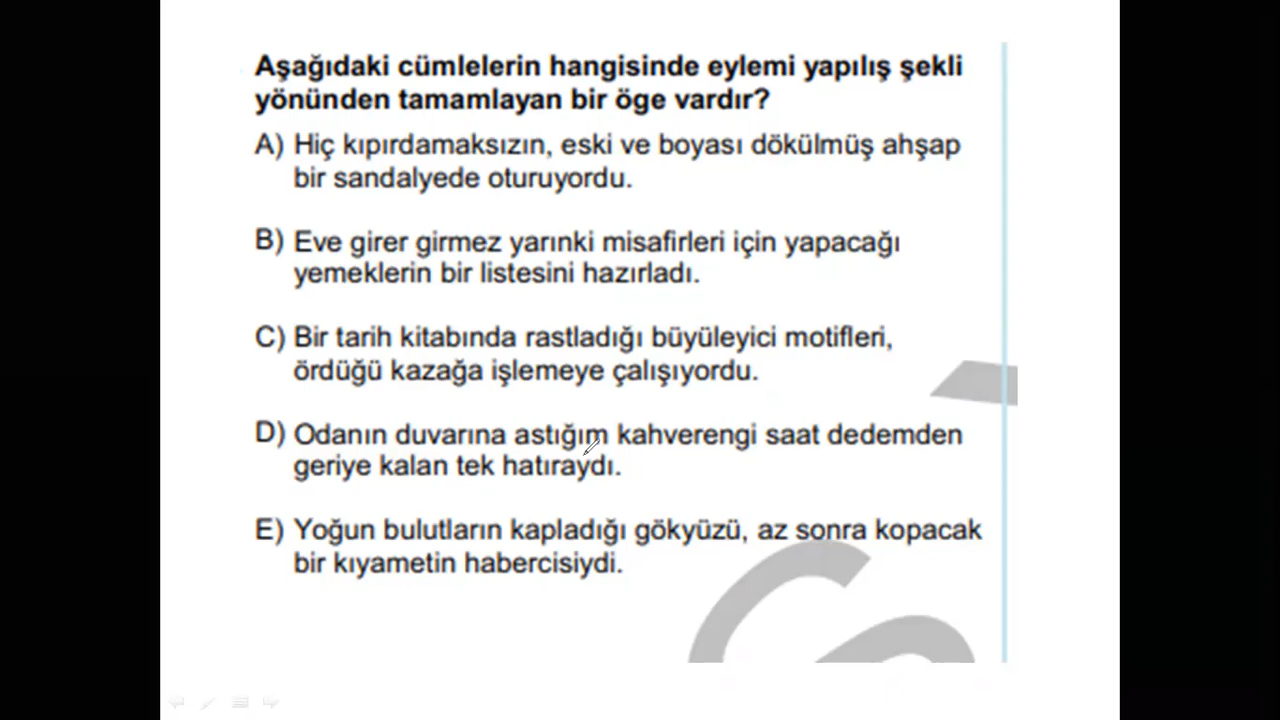 Aşağıdaki cümlelerin hangisinde eylemi yapılış şekli
yönünden tamamlayan bir öge vardır?
A) Hiç kıpırdamaksızın, eski ve boyası dökülmüş ahşap
bir sandalyede oturuyordu.
B) Eve girer girmez yarınki misafirleri için yapacağı
yemeklerin bir listesini hazırladı.
C) Bir tarih kitabında rastladığı büyüleyici motifleri,
ördüğü kazağa işlemeye çalışıyordu.
D) Odanın duvarına astığım kahverengi saat dedemden
geriye kalan tek hatıraydı.
E) Yoğun bulutların kapladığı gökyüzü, az sonra kopacak
bir kıyametin habercisiydi.